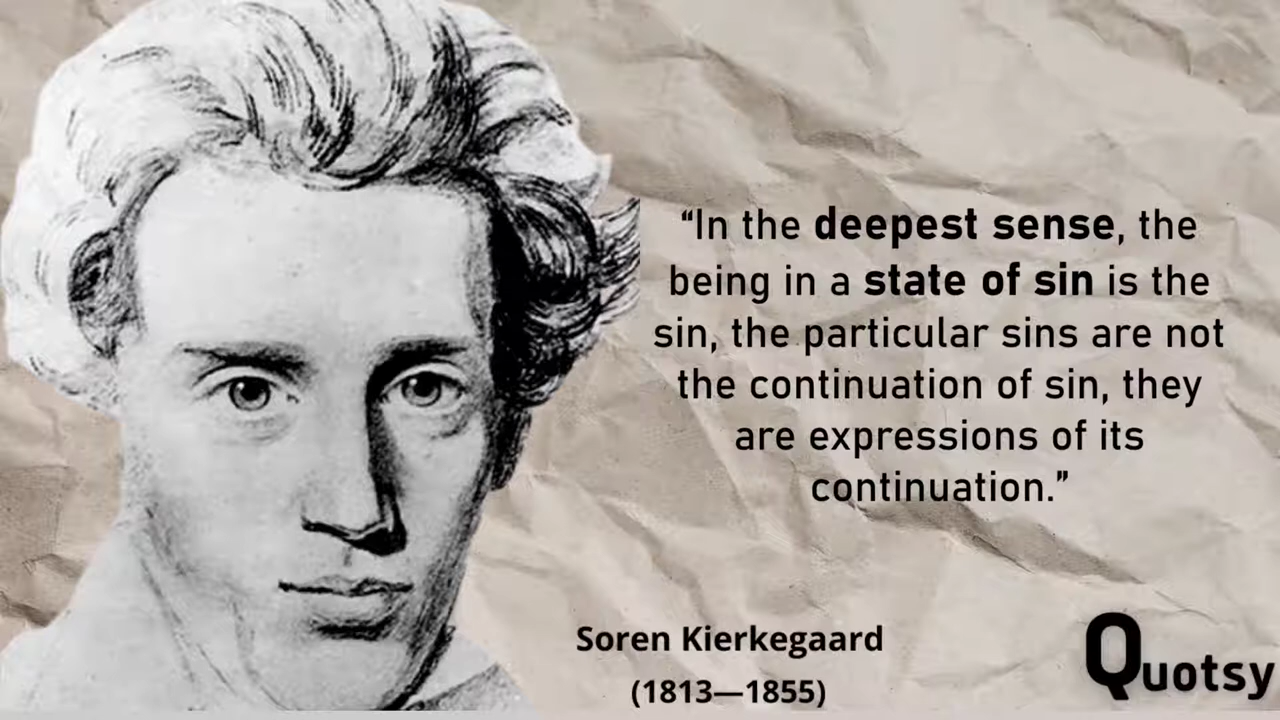 “In the deepest sense, the
being in a state of sin is the
sin, the particular sins are not
the continuation of sin, they
are expressions of its
continuation.”
Soren Kierkegaard
(1813—1855)
Quotsy